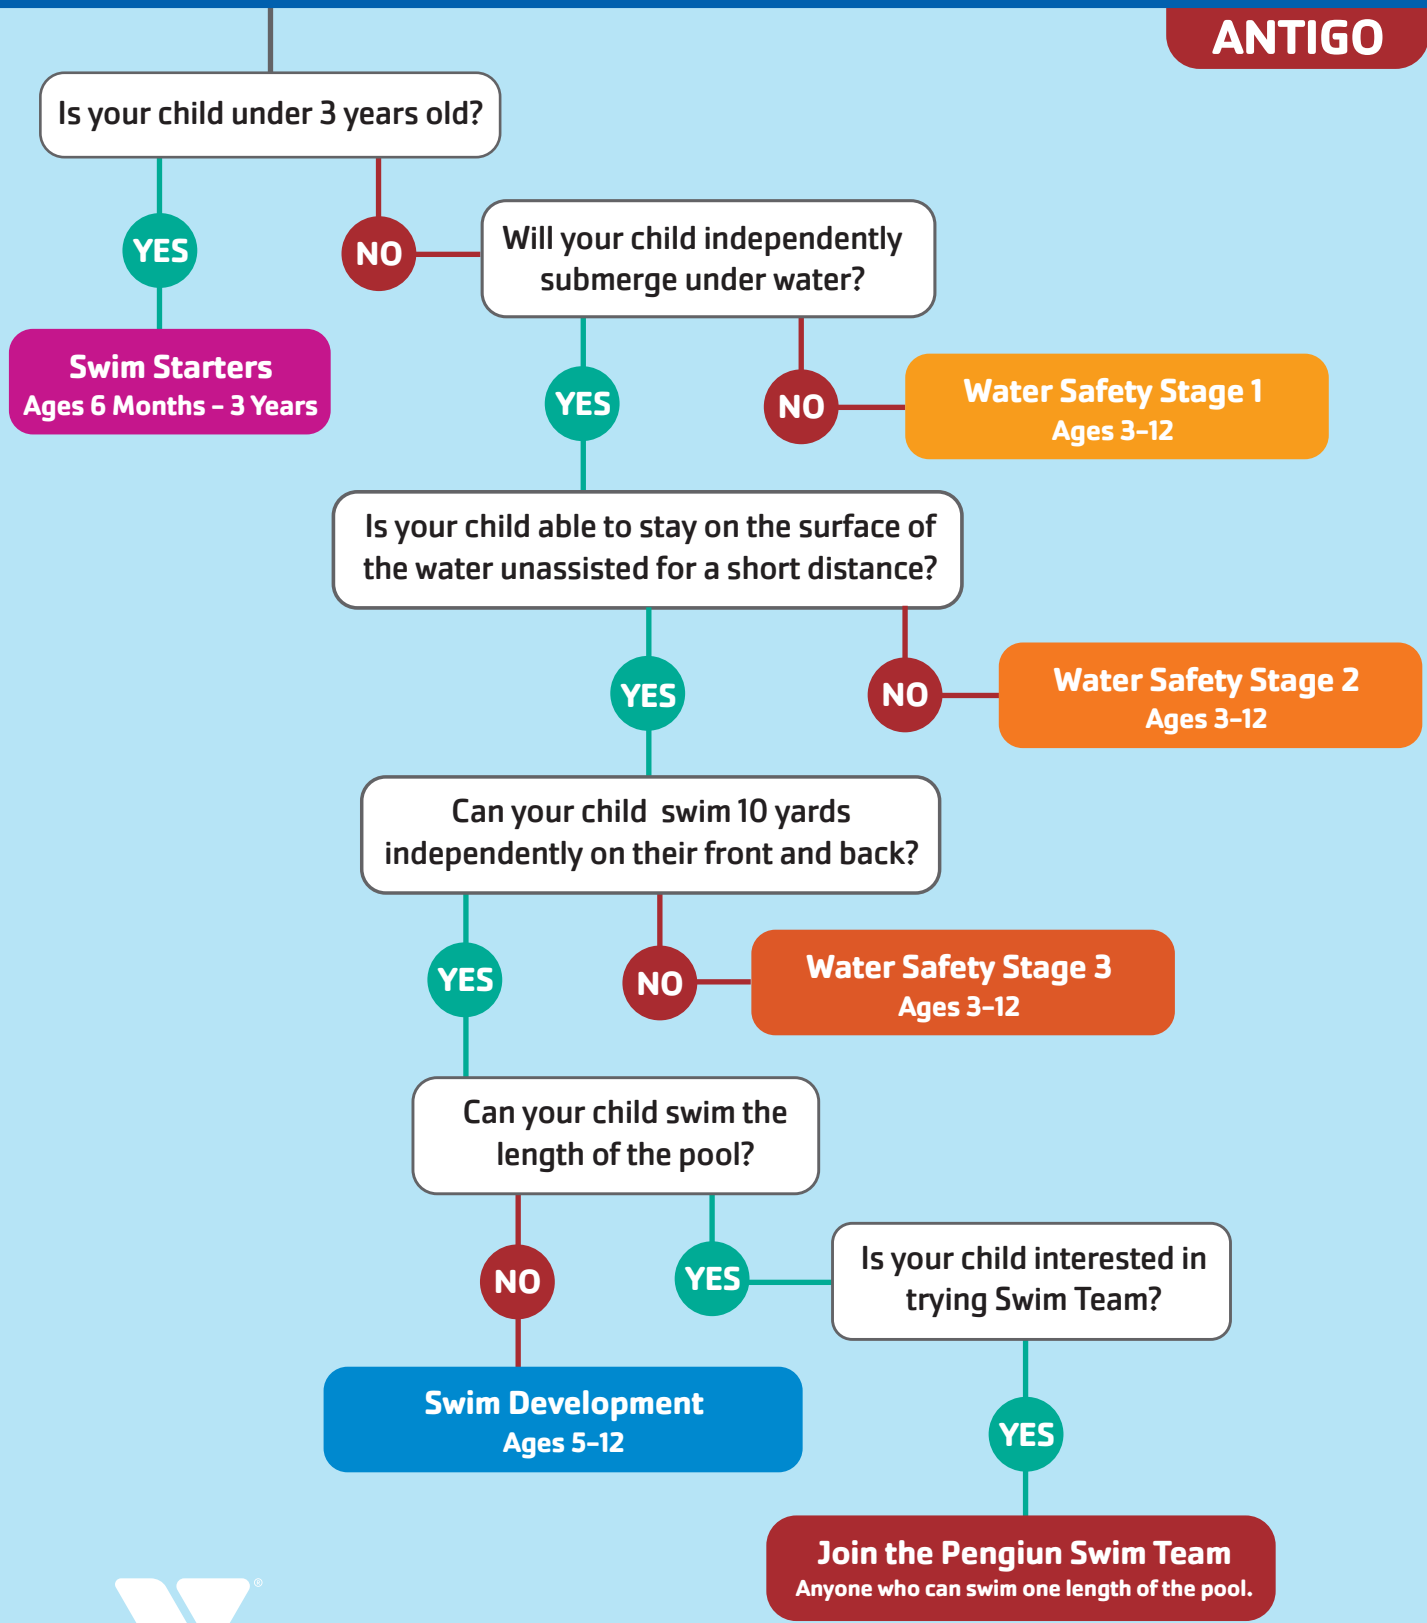 ANTIGO
Is your child under 3 years old?
YES
NO
Will your child independently
submerge under water?
Swim Starters
Ages 6 Months - 3 Years
YES
NO
Water Safety Stage 1
Ages 3-12
Is your child able to stay on the surface of
the water unassisted for a short distance?
YES
NO
Water Safety Stage 2
Ages 3-12
Can your child swim 10 yards
independently on their front and back?
YES
NO
Water Safety Stage 3
Ages 3-12
Can your child swim the
length of the pool?
NO
YES
Is your child interested in
trying Swim Team?
Swim Development
Ages 5-12
YES
Join the Pengiun Swim Team
Anyone who can swim one length of the pool.
®